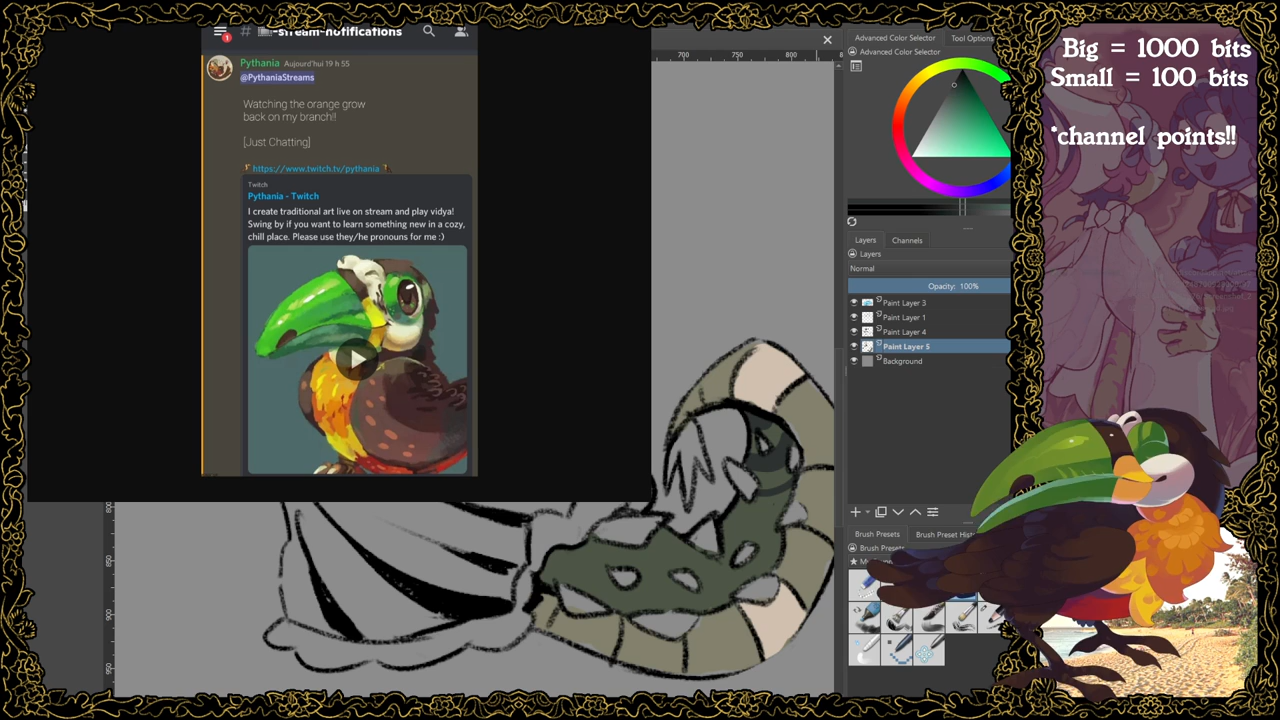 -stream-notifications
1
Pythania Aujourd'hui 19 h 55
@PythaniaStreams
Watching the orange grow
back on my branch!!
[Just Chatting]
https://www.twitch.tv/pythania
Twitch
Pythania - Twitch
I create traditional art live on stream and play vidya!
Swing by if you want to learn something new in a cozy,
chill place. Please use they/he pronouns for me :)
700 750 800
800
850
900
950
Advanced Color Selector Tool Options
Advanced Color Selector
Layers Channels
Layers
Normal
Opacity: 100%
Paint Layer 3
Paint Layer 1
Paint Layer 4
Paint Layer 5
Background
Brush Presets Brush Preset Hist
Brush Presets
Big = 1000 bits
Small = 100 bits
*channel points!!